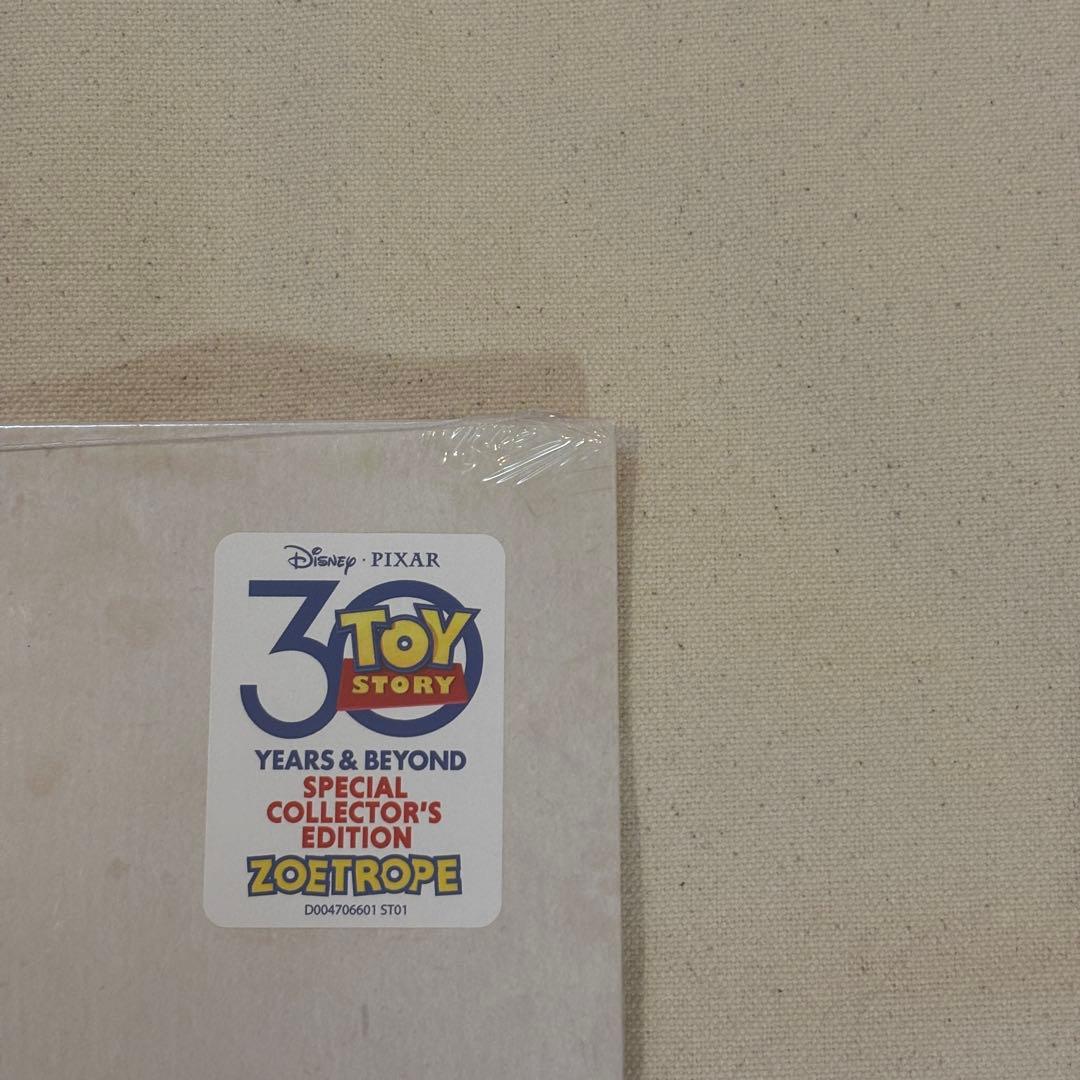 Disney · PIXAR
30
TOY
STORY
YEARS & BEYOND
SPECIAL
COLLECTOR'S
EDITION
ZOETROPE
D004706601 ST01